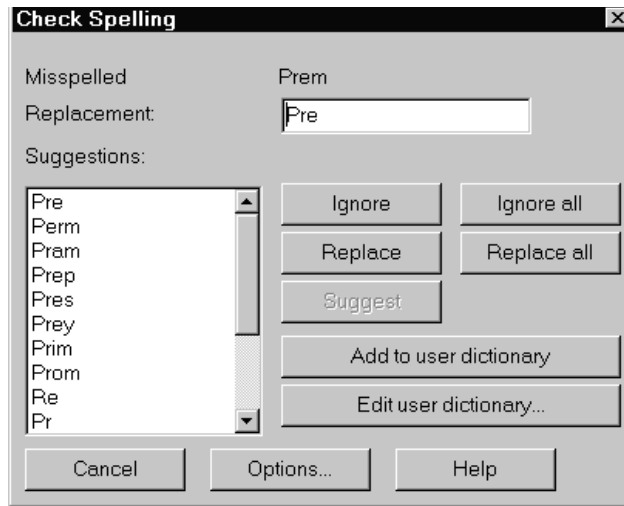 Check Spelling
Misspelled Prem
Replacement: Pre
Suggestions:
Pre
Perm
Pram
Prep
Pres
Prey
Prim
Prom
Re
Pr
Ignore Ignore all
Replace Replace all
Suggest
Add to user dictionary
Edit user dictionary...
Cancel Options... Help